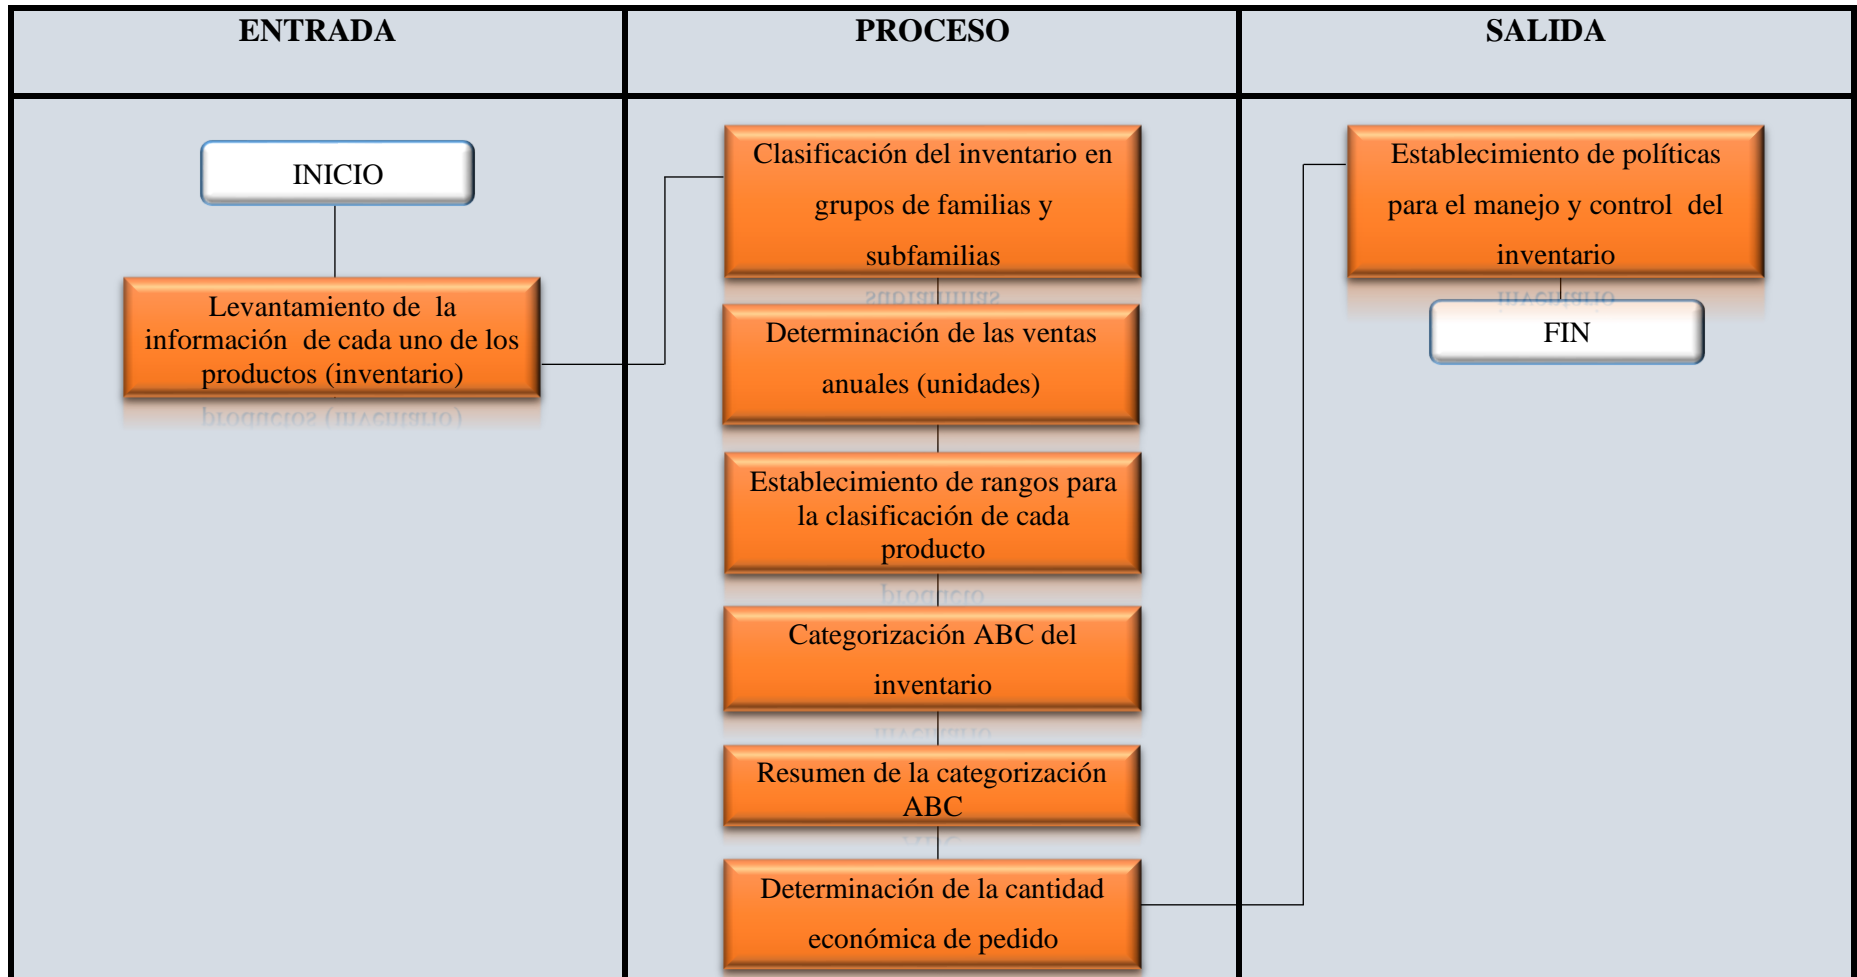 ENTRADA
PROCESO
SALIDA
INICIO
Levantamiento de  la
información  de cada uno de los
productos (inventario)
Clasificación del inventario en
grupos de familias y
subfamilias
Determinación de las ventas
anuales (unidades)
Establecimiento de rangos para
la clasificación de cada
producto
Categorización ABC del
inventario
Resumen de la categorización
ABC
Determinación de la cantidad
económica de pedido
Establecimiento de políticas
para el manejo y control  del
inventario
FIN